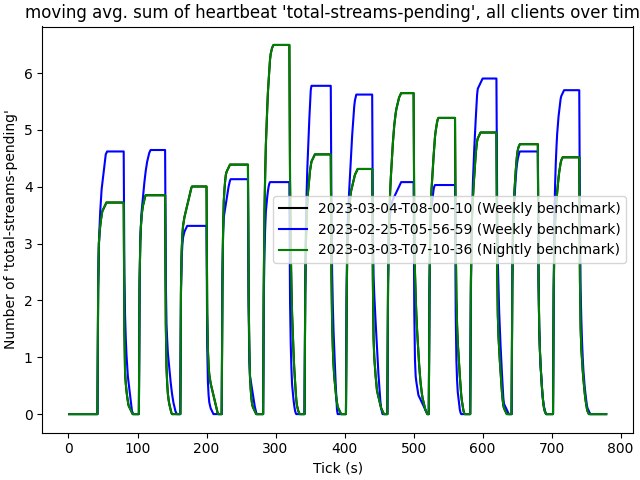 moving avg. sum of heartbeat 'total-streams-pending', all clients over tim
Number of 'total-streams-pending'
6
5
4
3
2
1
0
2023-03-04-T08-00-10 (Weekly benchmark)
2023-02-25-T05-56-59 (Weekly benchmark)
2023-03-03-T07-10-36 (Nightly benchmark)
0 100 200 300 400 500 600 700 800
Tick (s)